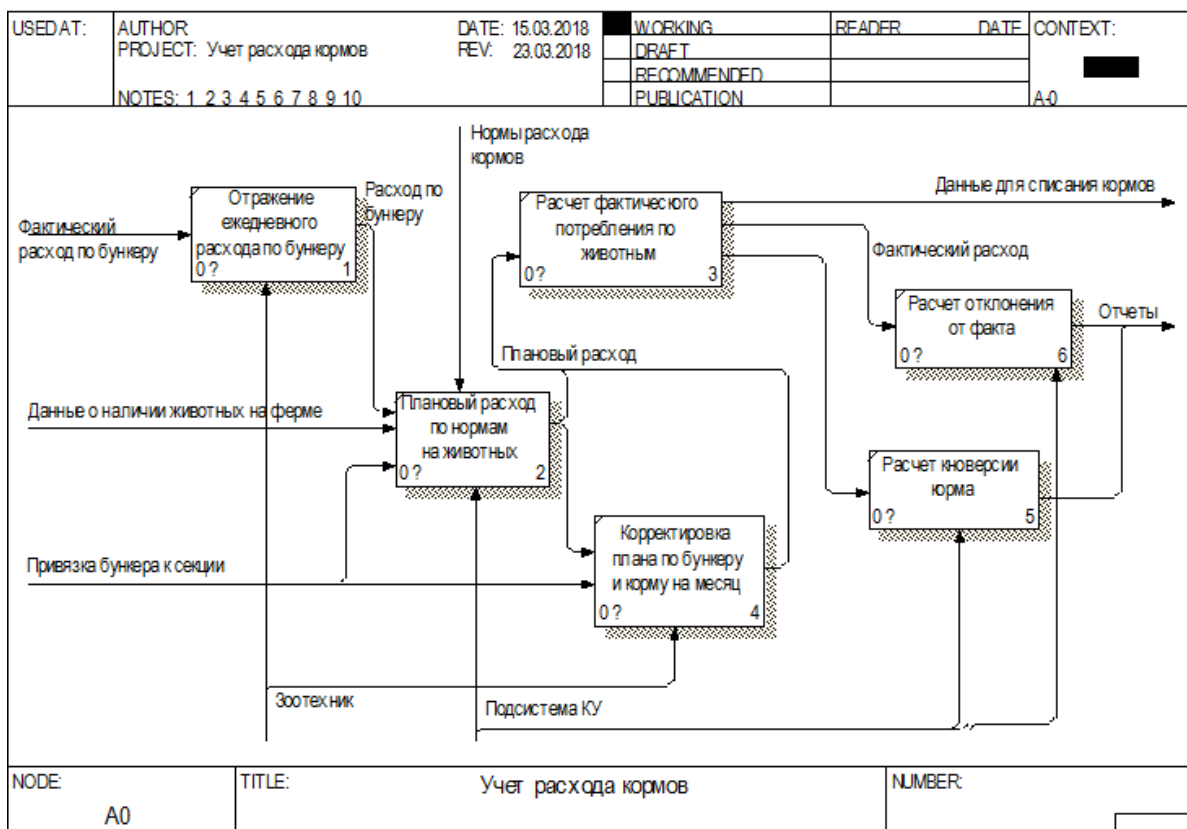 USED AT:
AUTHOR:
DATE: 15.03.2018
WORKING
READER
DATE
CONTEXT:
PROJECT: Учет расхода кормов
REV: 23.03.2018
DRAFT
RECOMMENDED
NOTES: 1 2 3 4 5 6 7 8 9 10
PUBLICATION
A-0
Нормы расхода
кормов
Отражение
ежедневного
расхода по бункеру
0 ?
1
Расход по
бункеру
Фактический
расход по бункеру
Расчет фактического
потребления по
животным
0 ?
3
Данные для списания кормов
Фактический расход
Расчет отклонения
от факта
0 ?
6
Отчеты
Плановый расход
Данные о наличии животных на ферме
Плановый расход
по нормам
на животных
0 ?
2
Расчет кноверсии
корма
0 ?
5
Корректировка
плана по бункеру
и корму на месяц
0 ?
4
Привязка бункера к секции
Зоотехник
Подсистема КУ
NODE:
TITLE:
Учет расхода кормов
NUMBER:
A0